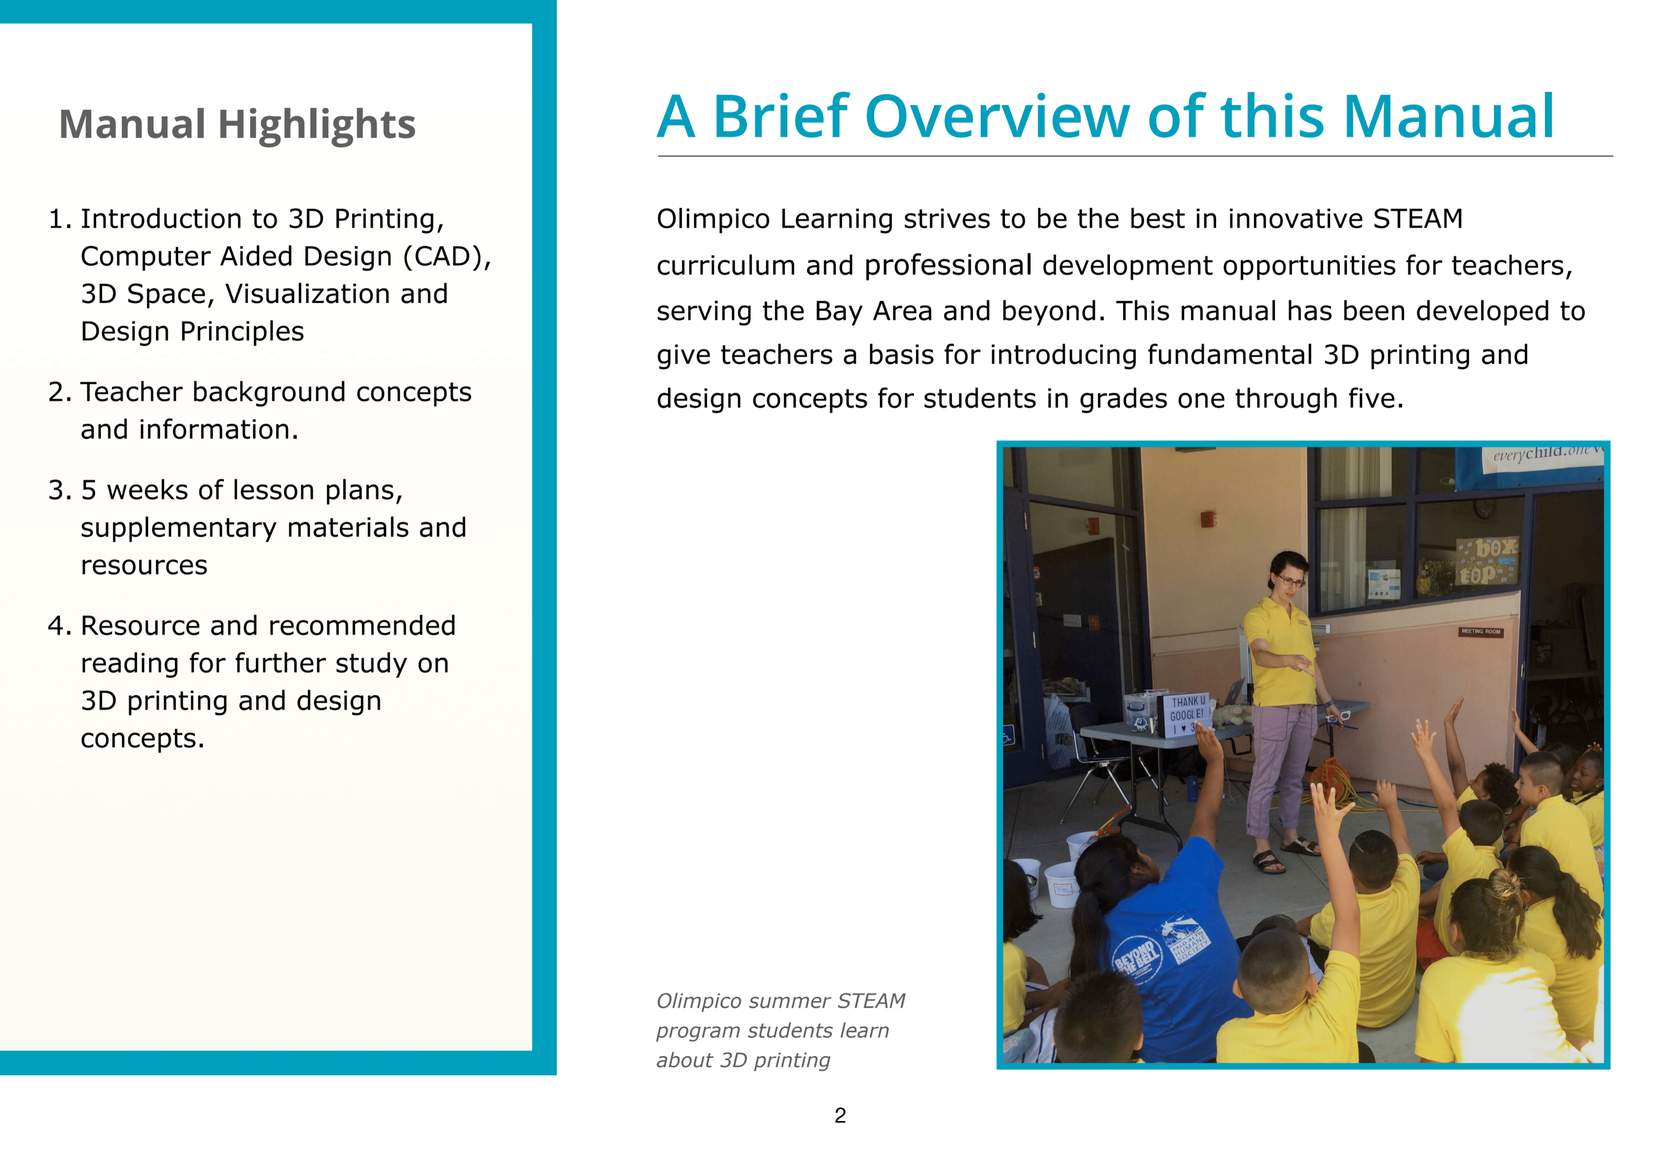 Manual Highlights
1. Introduction to 3D Printing,
Computer Aided Design (CAD),
3D Space, Visualization and
Design Principles
2. Teacher background concepts
and information.
3. 5 weeks of lesson plans,
supplementary materials and
resources
4. Resource and recommended
reading for further study on
3D printing and design
concepts.
A Brief Overview of this Manual
Olimpico Learning strives to be the best in innovative STEAM
curriculum and professional development opportunities for teachers,
serving the Bay Area and beyond. This manual has been developed to
give teachers a basis for introducing fundamental 3D printing and
design concepts for students in grades one through five.
everychild.one
box
top
MEETING ROOM
THANK U
GOOGLE!
I ♥ 3
BEYOND
THE BELL
HUMANE
SOCIETY
Olimpico summer STEAM
program students learn
about 3D printing
2